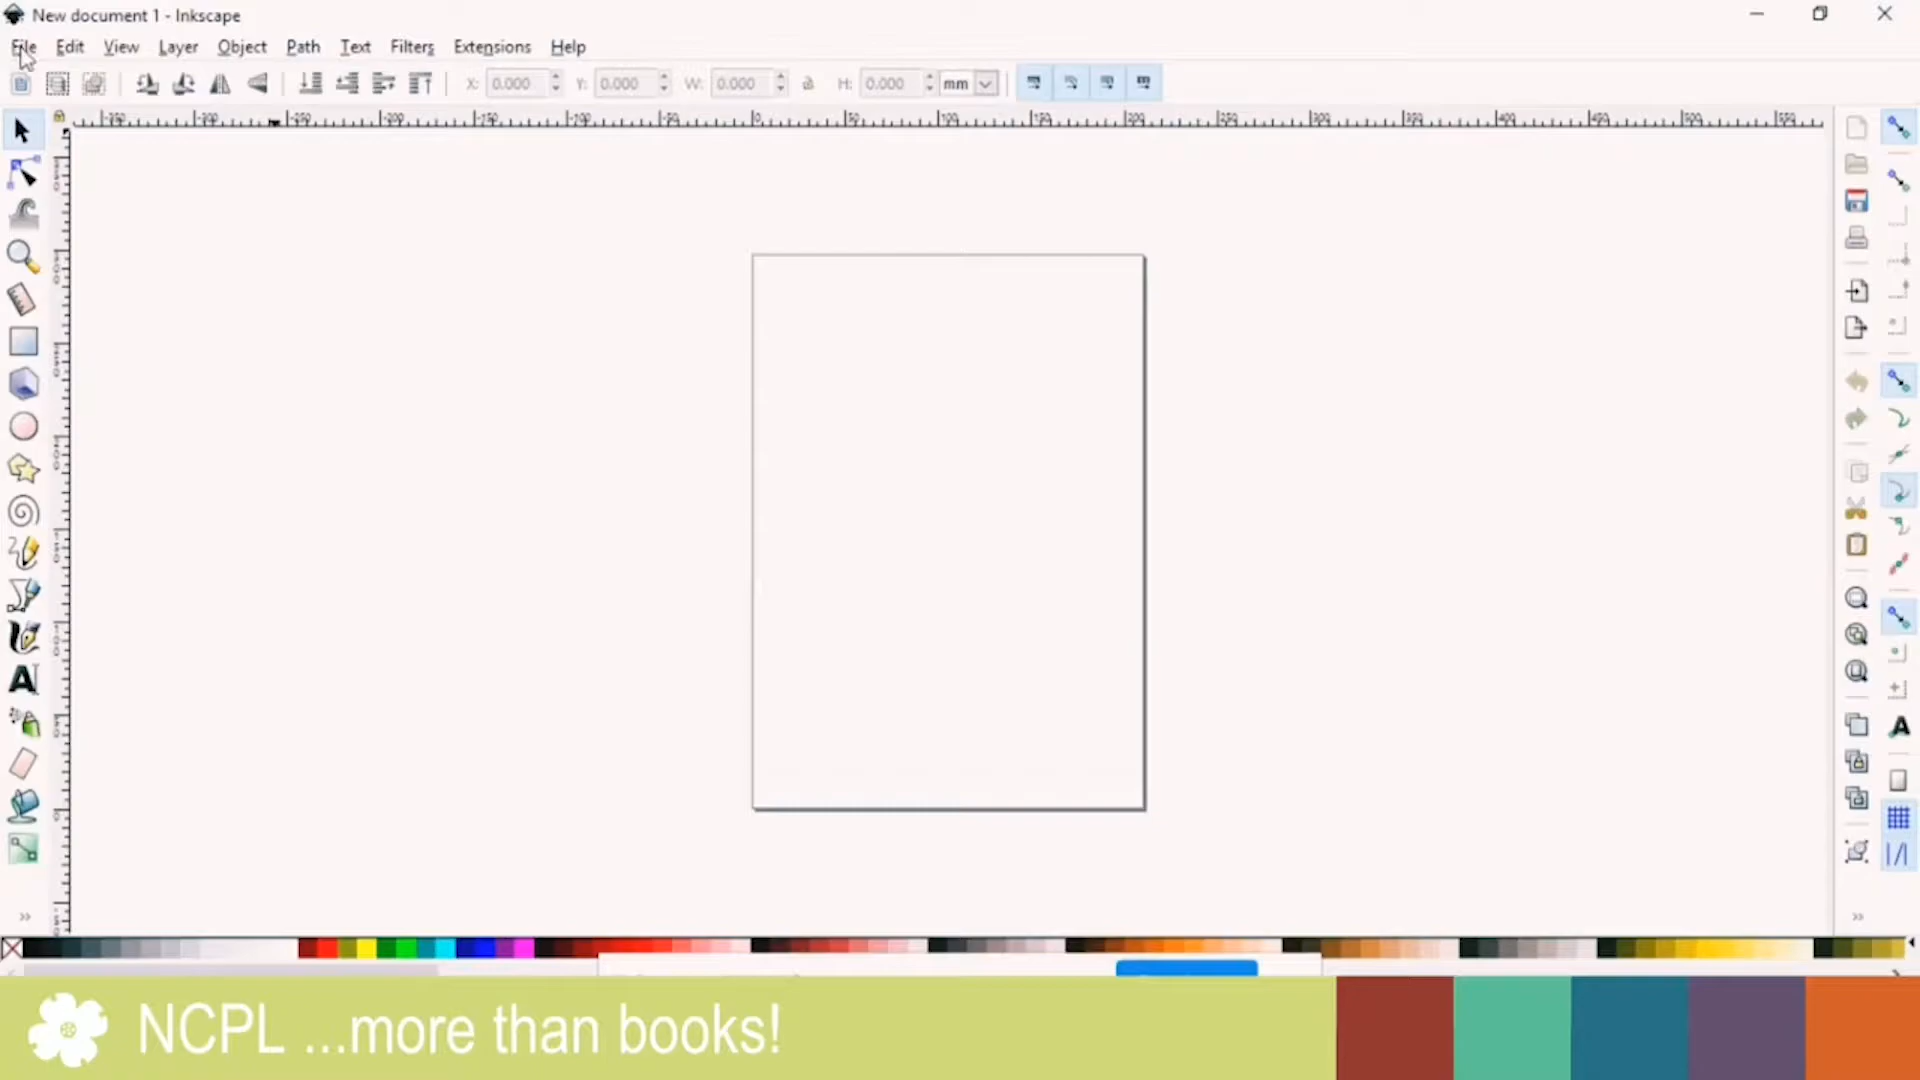 New document 1 - Inkscape
File Edit View Layer Object Path Text Filters Extensions Help
X: 0.000 Y: 0.000 W: 0.000 H: 0.000 mm
NCPL ...more than books!